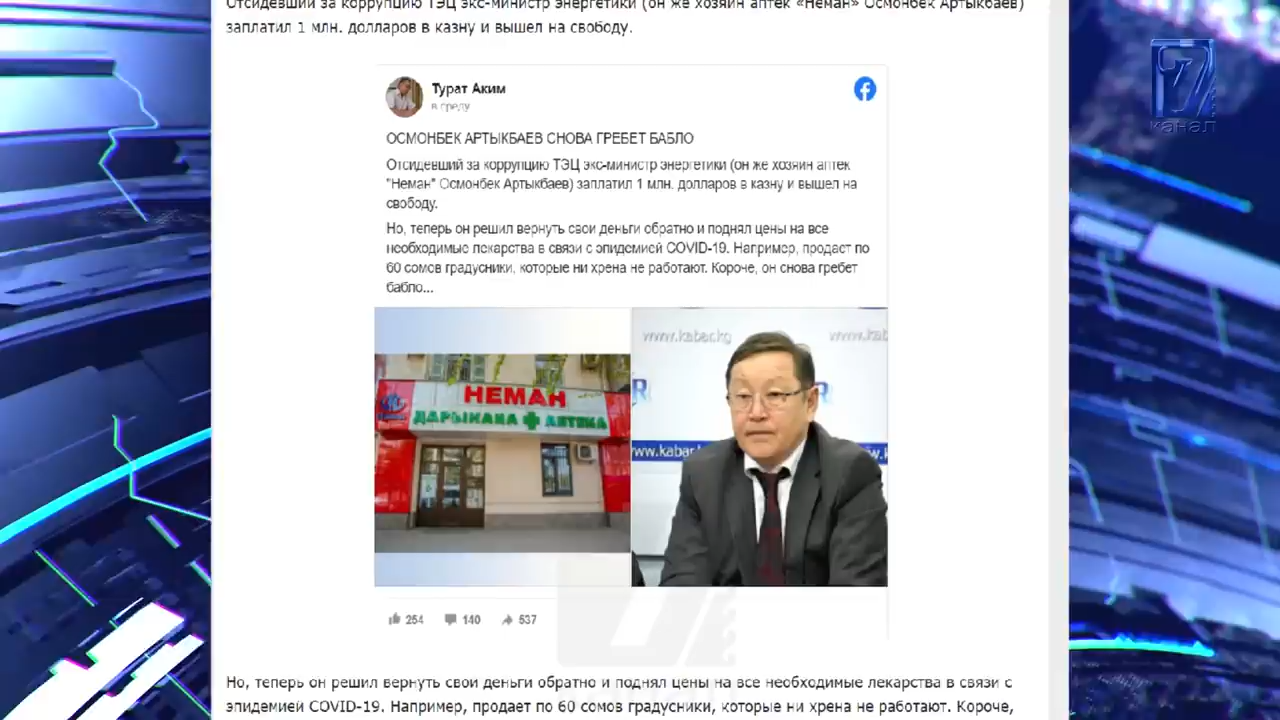 Отсидевший за коррупцию ТЭЦ экс-министр энергетики (он же хозяин аптек «Неман» Осмонбек Артыкбаев)
заплатил 1 млн. долларов в казну и вышел на свободу.
7
канал
Турат Аким
в среду
ОСМОНБЕК АРТЫКБАЕВ СНОВА ГРЕБЕТ БАБЛО
Отсидевший за коррупцию ТЭЦ экс-министр энергетики (он же хозяин аптек
"Неман" Осмонбек Артыкбаев) заплатил 1 млн. долларов в казну и вышел на
свободу.
Но, теперь он решил вернуть свои деньги обратно и поднял цены на все
необходимые лекарства в связи с эпидемией COVID-19. Например, продает по
60 сомов градусники, которые ни хрена не работают. Короче, он снова гребет
бабло...
www.kabar.kg www.kab
НЕМАН
ДАРЫКАНА АПТЕКА
www.kabar.k
254 140 537
7
Но, теперь он решил вернуть свои деньги обратно и поднял цены на все необходимые лекарства в связи с
эпидемией COVID-19. Например, продает по 60 сомов градусники, которые ни хрена не работают. Короче,